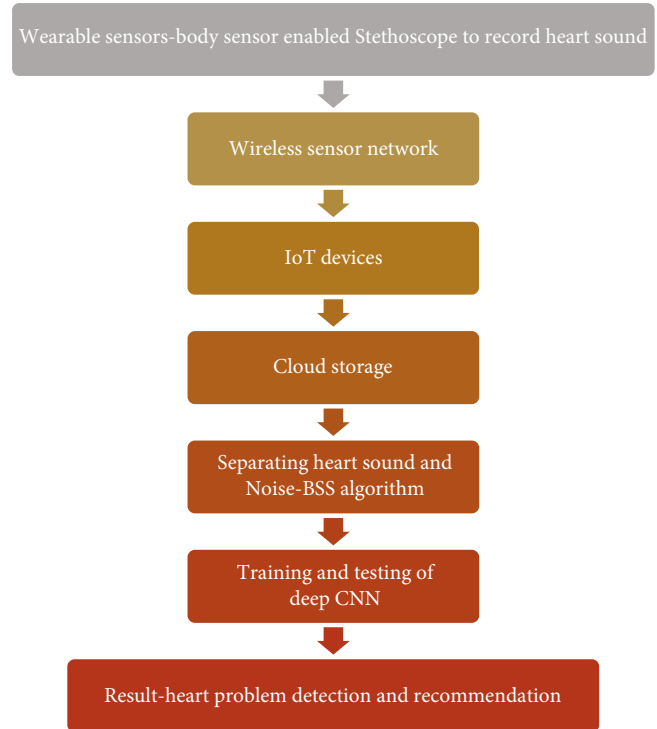 Wearable sensors-body sensor enabled Stethoscope to record heart sound
Wireless sensor network
IoT devices
Cloud storage
Separating heart sound and
Noise-BSS algorithm
Training and testing of
deep CNN
Result-heart problem detection and recommendation